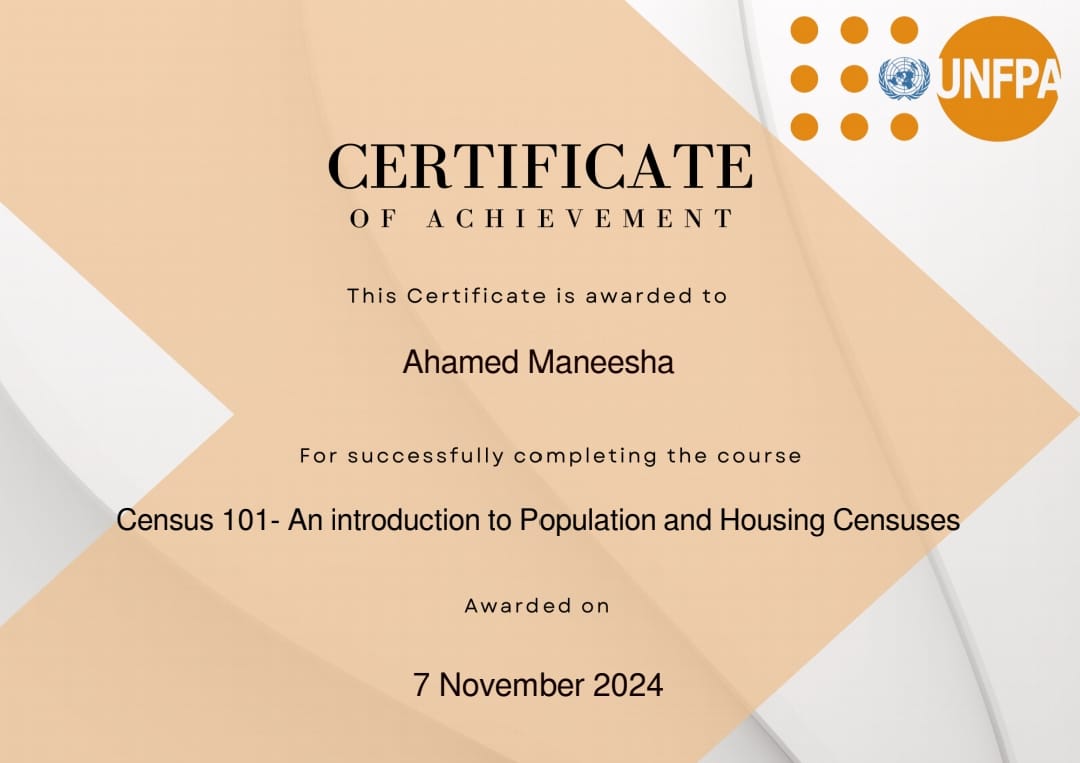 UNFPA
CERTIFICATE
OF ACHIEVEMENT
This Certificate is awarded to
Ahamed Maneesha
For successfully completing the course
Census 101- An introduction to Population and Housing Censuses
Awarded on
7 November 2024